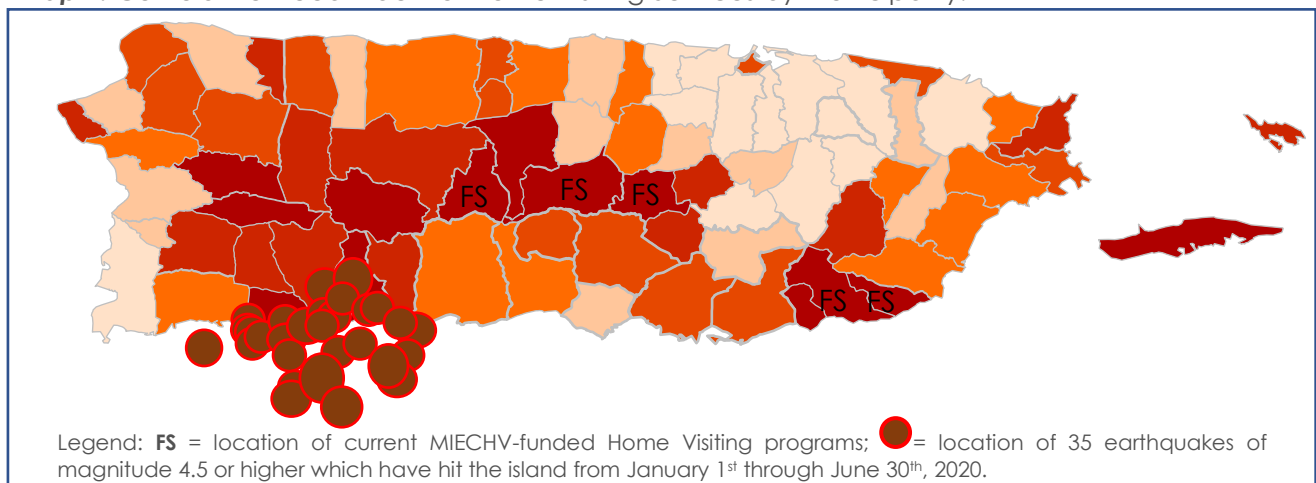 FS
FS
FS
FS
FS
Legend: FS = location of current MIECHV-funded Home Visiting programs; = location of 35 earthquakes of
magnitude 4.5 or higher which have hit the island from January 1st through June 30th, 2020.